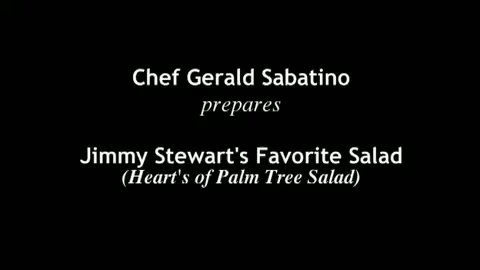 Chef Gerald Sabatino
prepares
Jimmy Stewart's Favorite Salad
(Heart's of Palm Tree Salad)